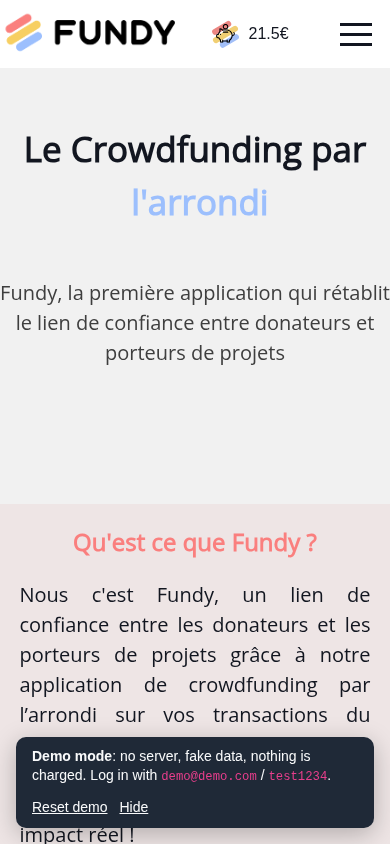 FUNDY
21.5€
Le Crowdfunding par
l'arrondi
Fundy, la première application qui rétablit
le lien de confiance entre donateurs et
porteurs de projets
Qu'est ce que Fundy ?
Nous c'est Fundy, un lien de
confiance entre les donateurs et les
porteurs de projets grâce à notre
application de crowdfunding par
l’arrondi sur vos transactions du
Demo mode: no server, fake data, nothing is
charged. Log in with demo@demo.com / test1234.
Reset demo Hide
impact réel !